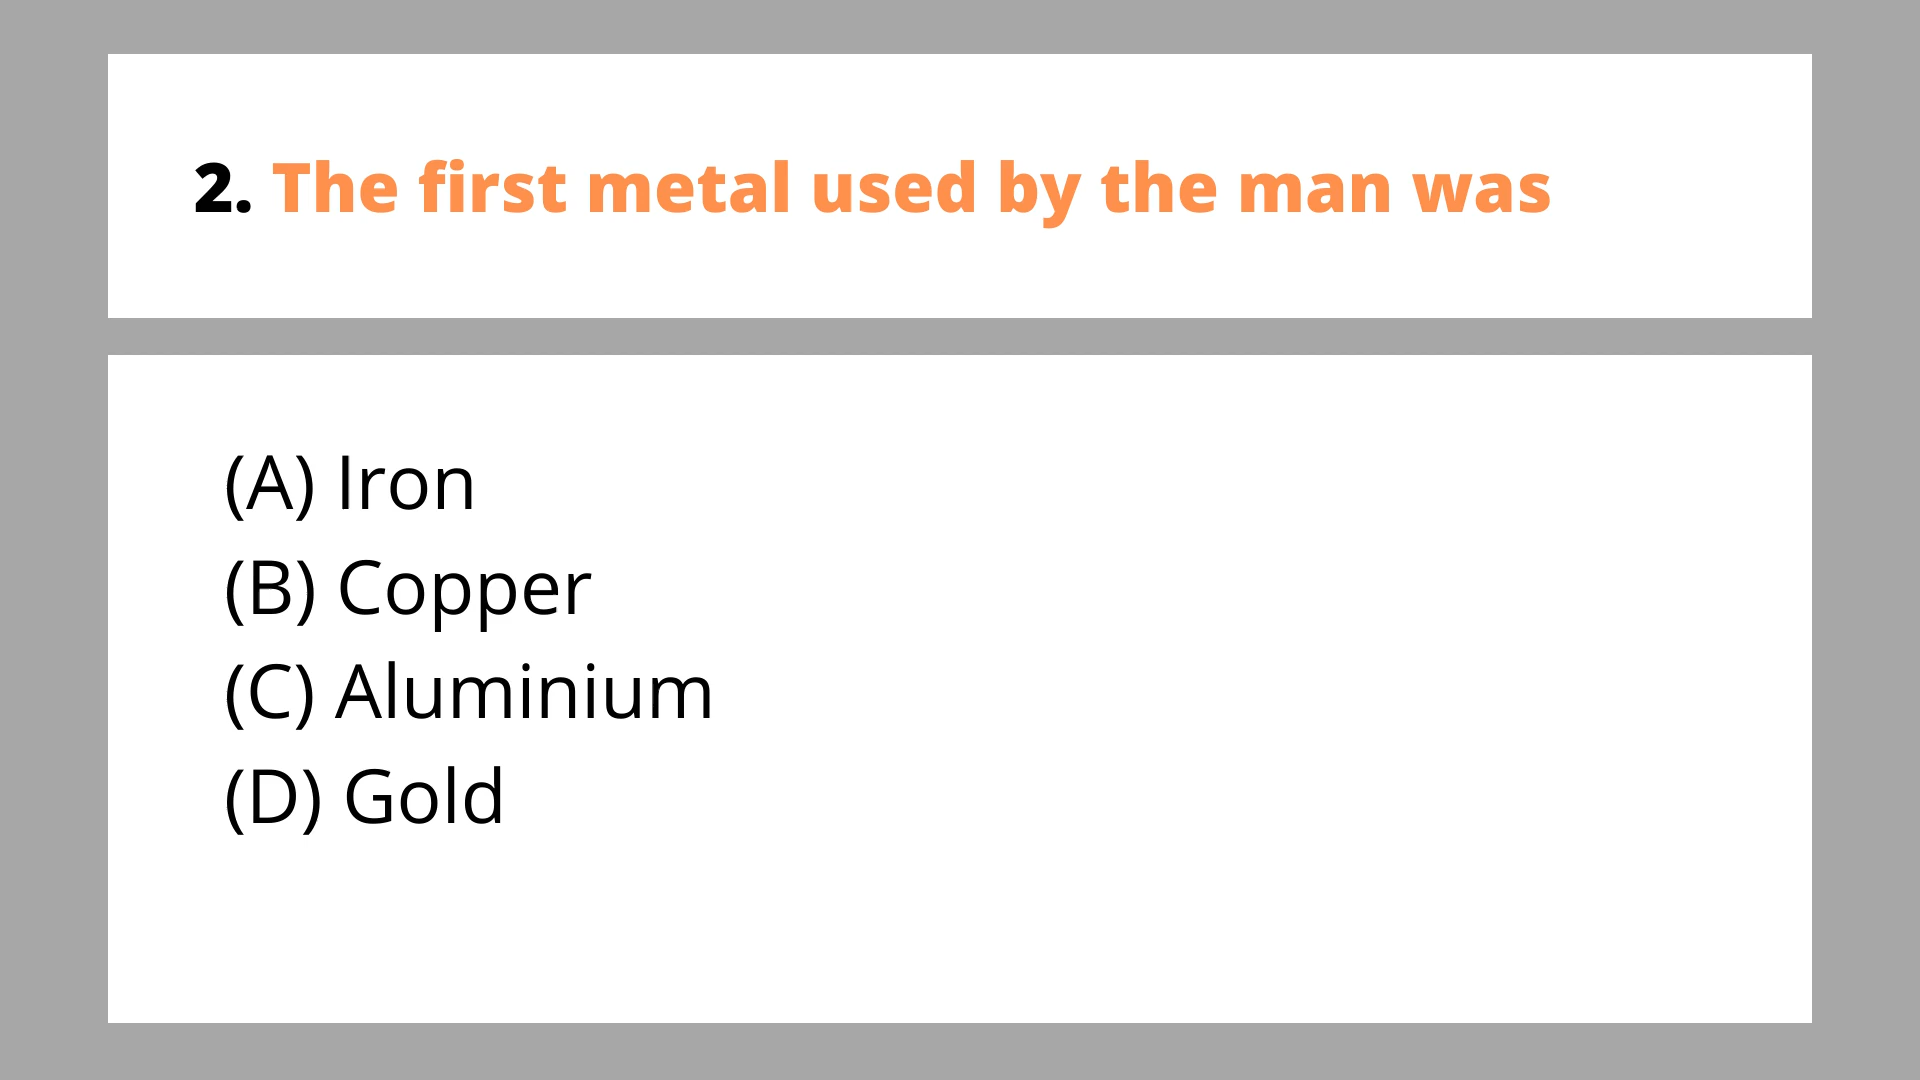 2. The first metal used by the man was
(A) Iron
(B) Copper
(C) Aluminium
(D) Gold